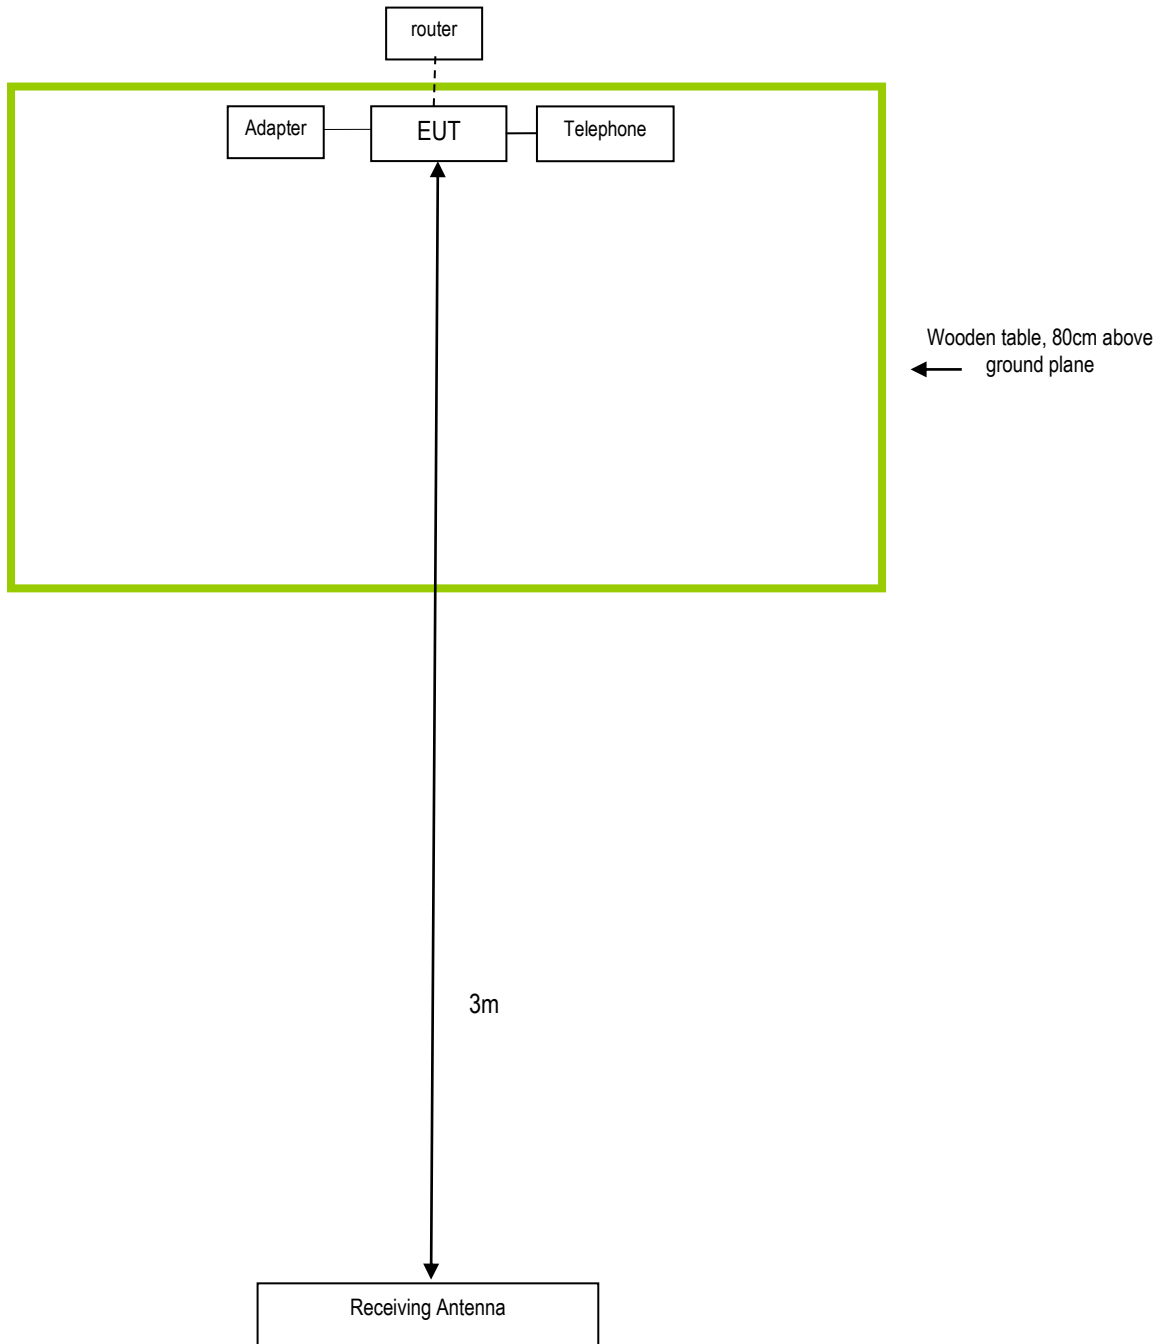 router
Adapter
EUT
Telephone
Wooden table, 80cm above
ground plane
3m
Receiving Antenna